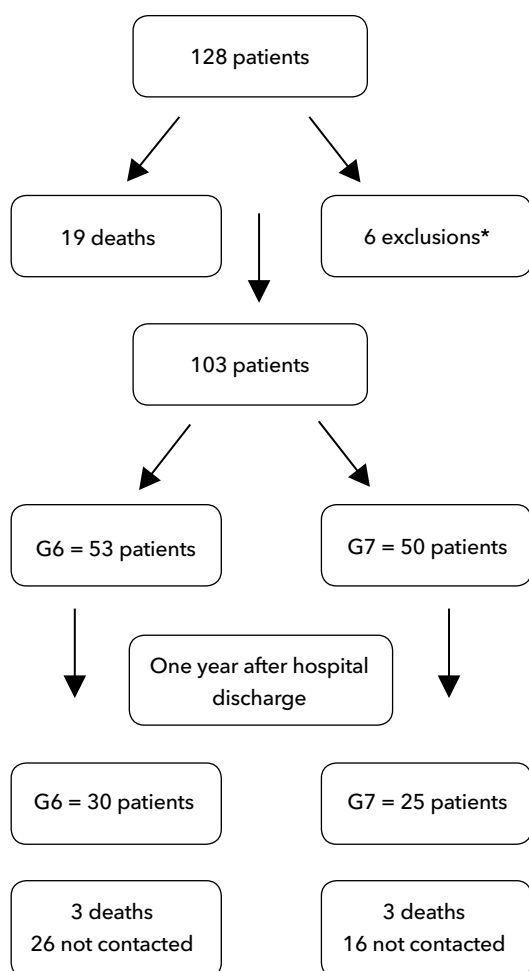 128 patients
19 deaths
6 exclusions*
103 patients
G6 = 53 patients
G7 = 50 patients
One year after hospital
discharge
G6 = 30 patients
G7 = 25 patients
3 deaths
26 not contacted
3 deaths
16 not contacted